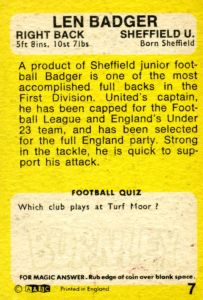 LEN BADGER
RIGHT BACK SHEFFIELD U.
5ft 8ins, 10st 7lbs Born Sheffield
A product of Sheffield junior foot-
ball Badger is one of the most
accomplished full backs in the
First Division. United's captain,
he has been capped for the Foot-
ball League and England's Under
23 team, and has been selected
for the full England party. Strong
in the tackle, he is quick to sup-
port his attack.
FOOTBALL QUIZ
Which club plays at Turf Moor ?
FOR MAGIC ANSWER. Rub edge of coin over blank space.
© A&BC Printed in England 7